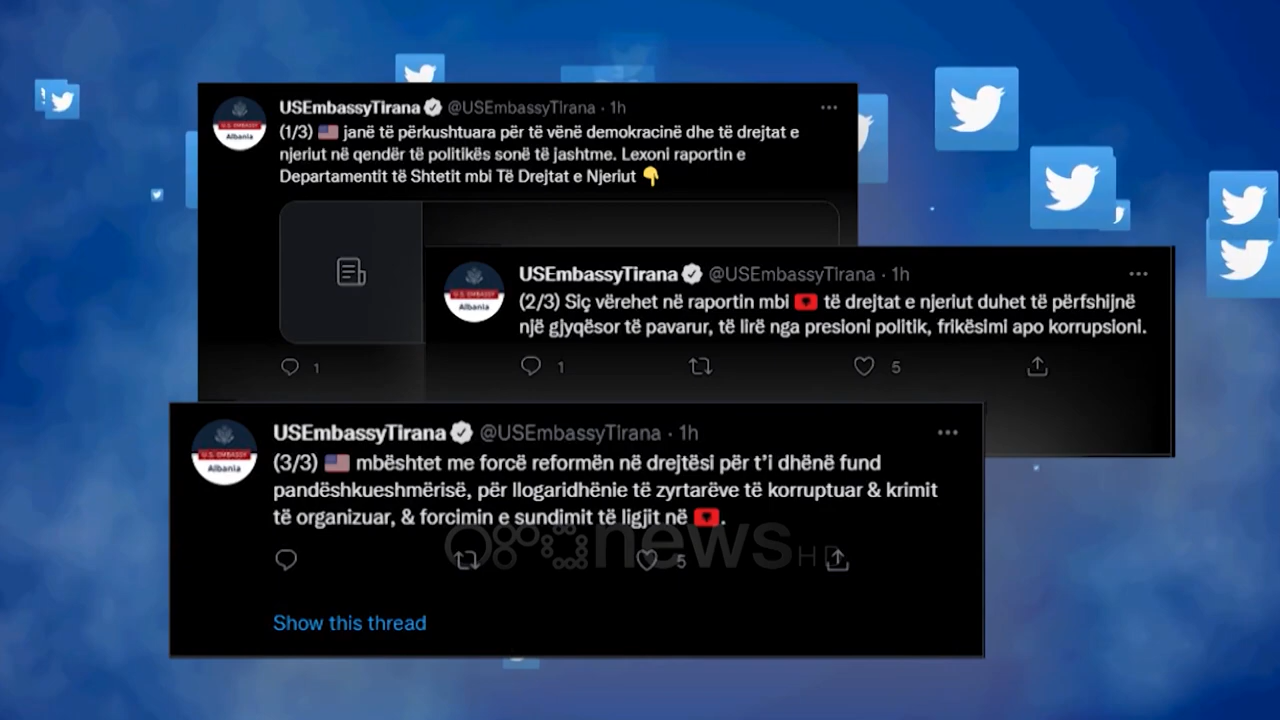 USEmbassyTirana @USEmbassyTirana · 1h
(1/3) 🇺🇸 janë të përkushtuara për të vënë demokracinë dhe të drejtat e
njeriut në qendër të politikës sonë të jashtme. Lexoni raportin e
Departamentit të Shtetit mbi Të Drejtat e Njeriut 👇
1
USEmbassyTirana @USEmbassyTirana · 1h
(2/3) Siç vërehet në raportin mbi 🇦🇱 të drejtat e njeriut duhet të përfshijnë
një gjyqësor të pavarur, të lirë nga presioni politik, frikësimi apo korrupsioni.
1 5
USEmbassyTirana @USEmbassyTirana · 1h
(3/3) 🇺🇸 mbështet me forcë reformën në drejtësi për t’i dhënë fund
pandëshkueshmërisë, për llogaridhënie të zyrtarëve të korruptuar & krimit
të organizuar, & forcimin e sundimit të ligjit në 🇦🇱.
5
Show this thread
U.S. EMBASSY
Albania
U.S. EMBASSY
Albania
U.S. EMBASSY
Albania
news HD